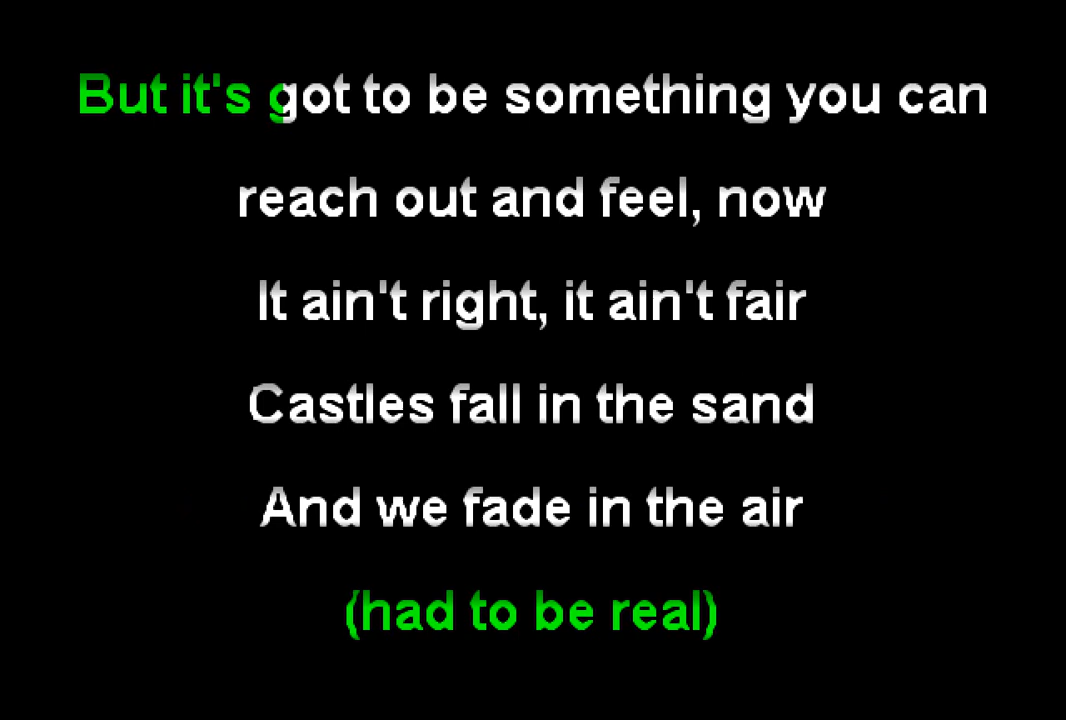 But it's got to be something you can
reach out and feel, now
It ain't right, it ain't fair
Castles fall in the sand
And we fade in the air
(had to be real)